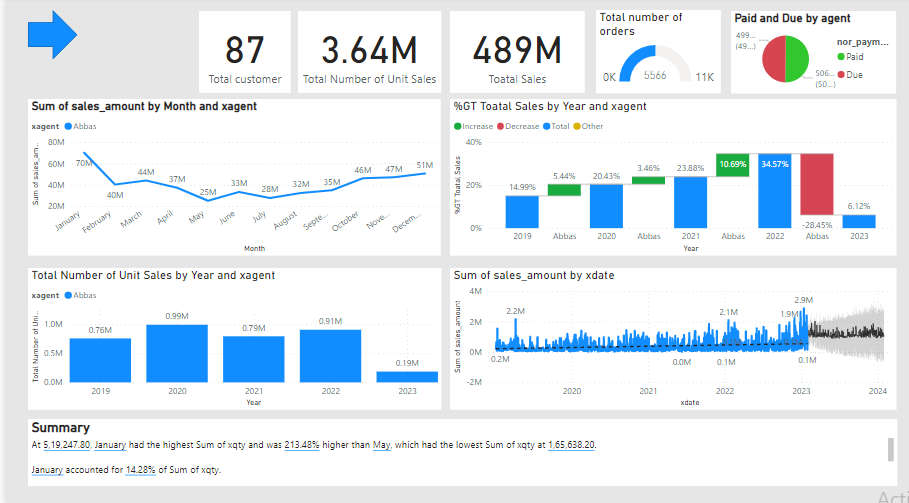 87
Total customer
3.64M
Total Number of Unit Sales
489M
Toatal Sales
Total number of
orders
0K
5566
11K
Paid and Due by agent
499...
(49...)
506...
(50...)
nor_paym...
Paid
Due
Sum of sales_amount by Month and xagent
xagent Abbas
Sum of sales_am...
80M
60M
40M
20M
70M
40M
44M
37M
25M
33M
28M
32M
35M
46M
47M
51M
January
February
March
April
May
June
July
August
Septe...
October
Nove...
Decem...
Month
%GT Toatal Sales by Year and xagent
Increase Decrease Total Other
%GT Toatal Sales
40%
20%
0%
14.99%
5.44%
20.43%
3.46%
23.88%
10.69%
34.57%
-28.45%
6.12%
2019 Abbas 2020 Abbas 2021 Abbas 2022 Abbas 2023
Year
Total Number of Unit Sales by Year and xagent
xagent Abbas
Total Number of Uni...
1.0M
0.5M
0.0M
0.76M
0.99M
0.79M
0.91M
0.19M
2019 2020 2021 2022 2023
Year
Sum of sales_amount by xdate
Sum of sales_amount
4M
2M
0M
-2M
2.2M
2.1M
1.9M
2.9M
0.2M
0.0M
0.1M
0.1M
2020 2021 2022 2023 2024
xdate
Summary
At 5,19,247.80, January had the highest Sum of xqty and was 213.48% higher than May, which had the lowest Sum of xqty at 1,65,638.20.
January accounted for 14.28% of Sum of xqty.
Acti